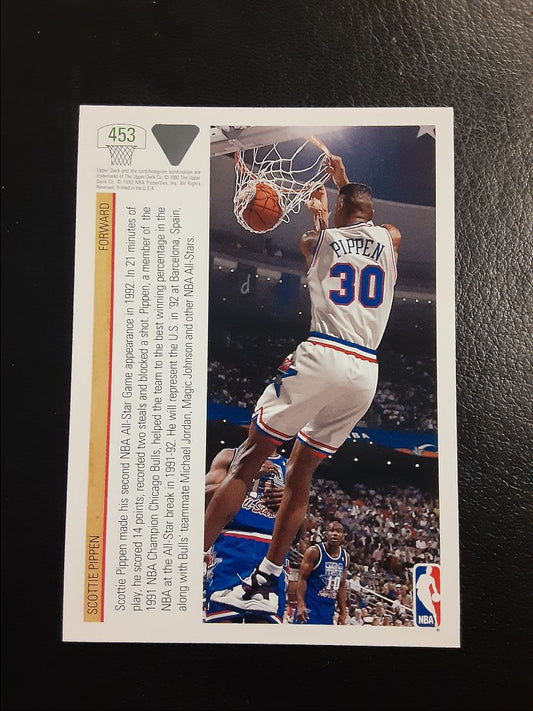 453
Upper Deck and the card/hologram combination are
trademarks of The Upper Deck Co. © 1992 The Upper
Deck Co. © 1992 NBA Properties, Inc. All Rights
Reserved. Printed in the U.S.A.
SCOTTIE PIPPEN FORWARD
Scottie Pippen made his second NBA All-Star Game appearance in 1992. In 21 minutes of
play, he scored 14 points, recorded two steals and blocked a shot. Pippen, a member of the
1991 NBA Champion Chicago Bulls, helped the team to the best winning percentage in the
NBA at the All-Star break in 1991-92. He will represent the U.S. in '92 at Barcelona, Spain,
along with Bulls' teammate Michael Jordan, Magic Johnson and other NBA All-Stars.
PIPPEN
30
NBA
10
NBA